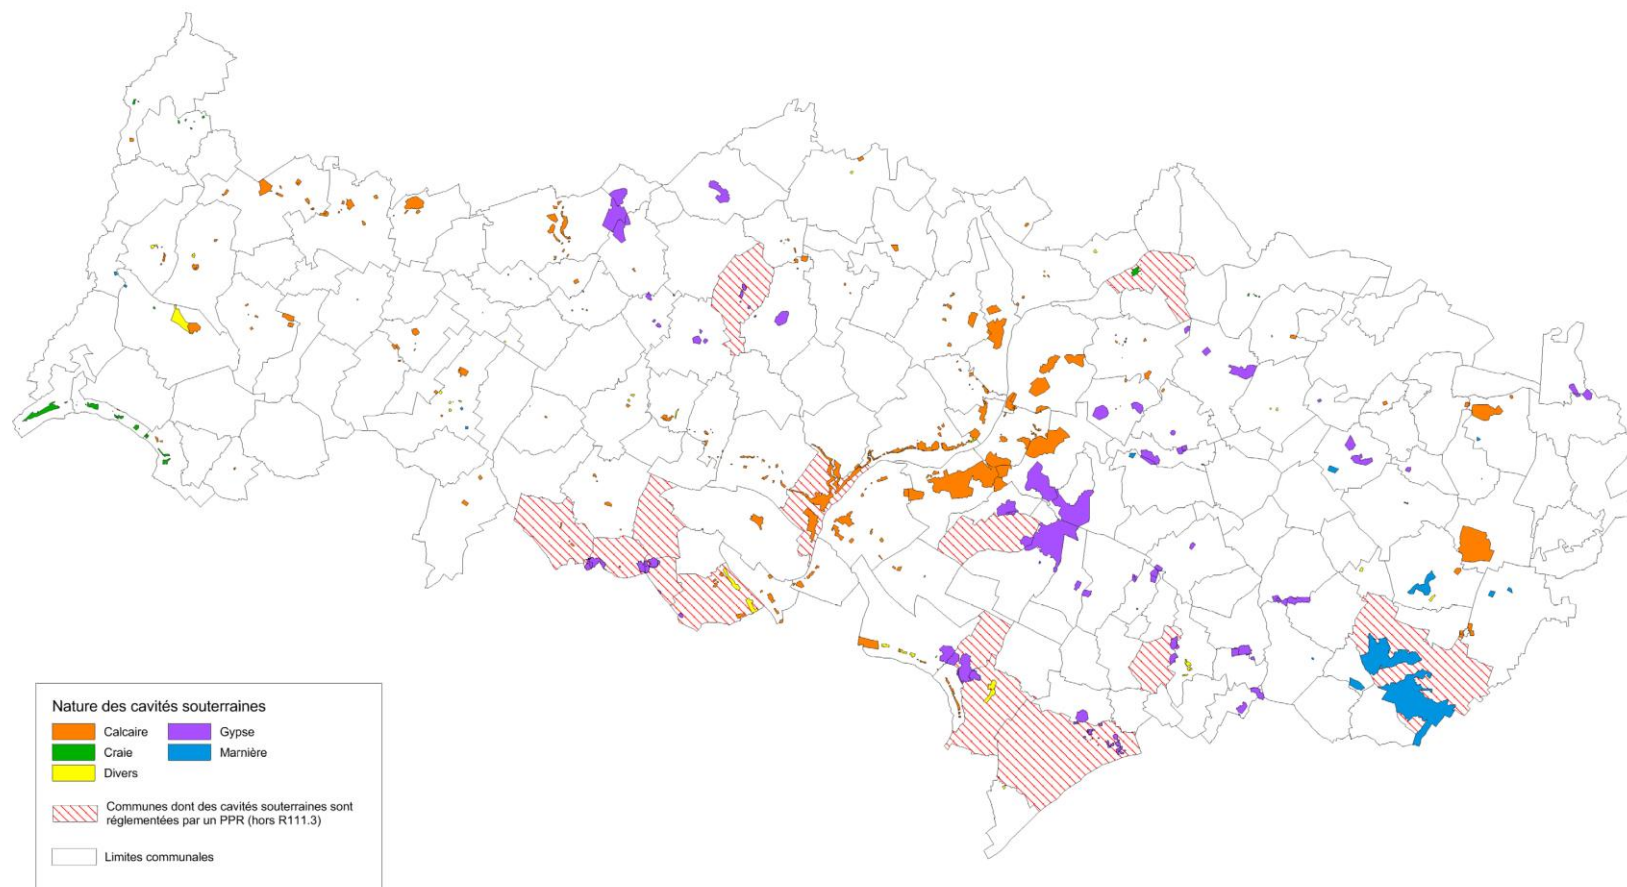 Nature des cavités souterraines
Calcaire
Gypse
Craie
Marnière
Divers
Communes dont des cavités souterraines sont
réglementées par un PPR (hors R111.3)
Limites communales